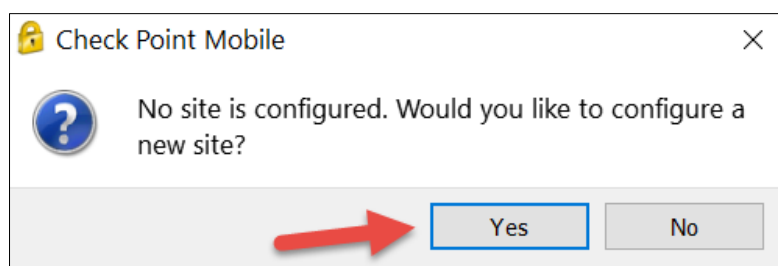 Check Point Mobile
No site is configured. Would you like to configure a
new site?
Yes
No